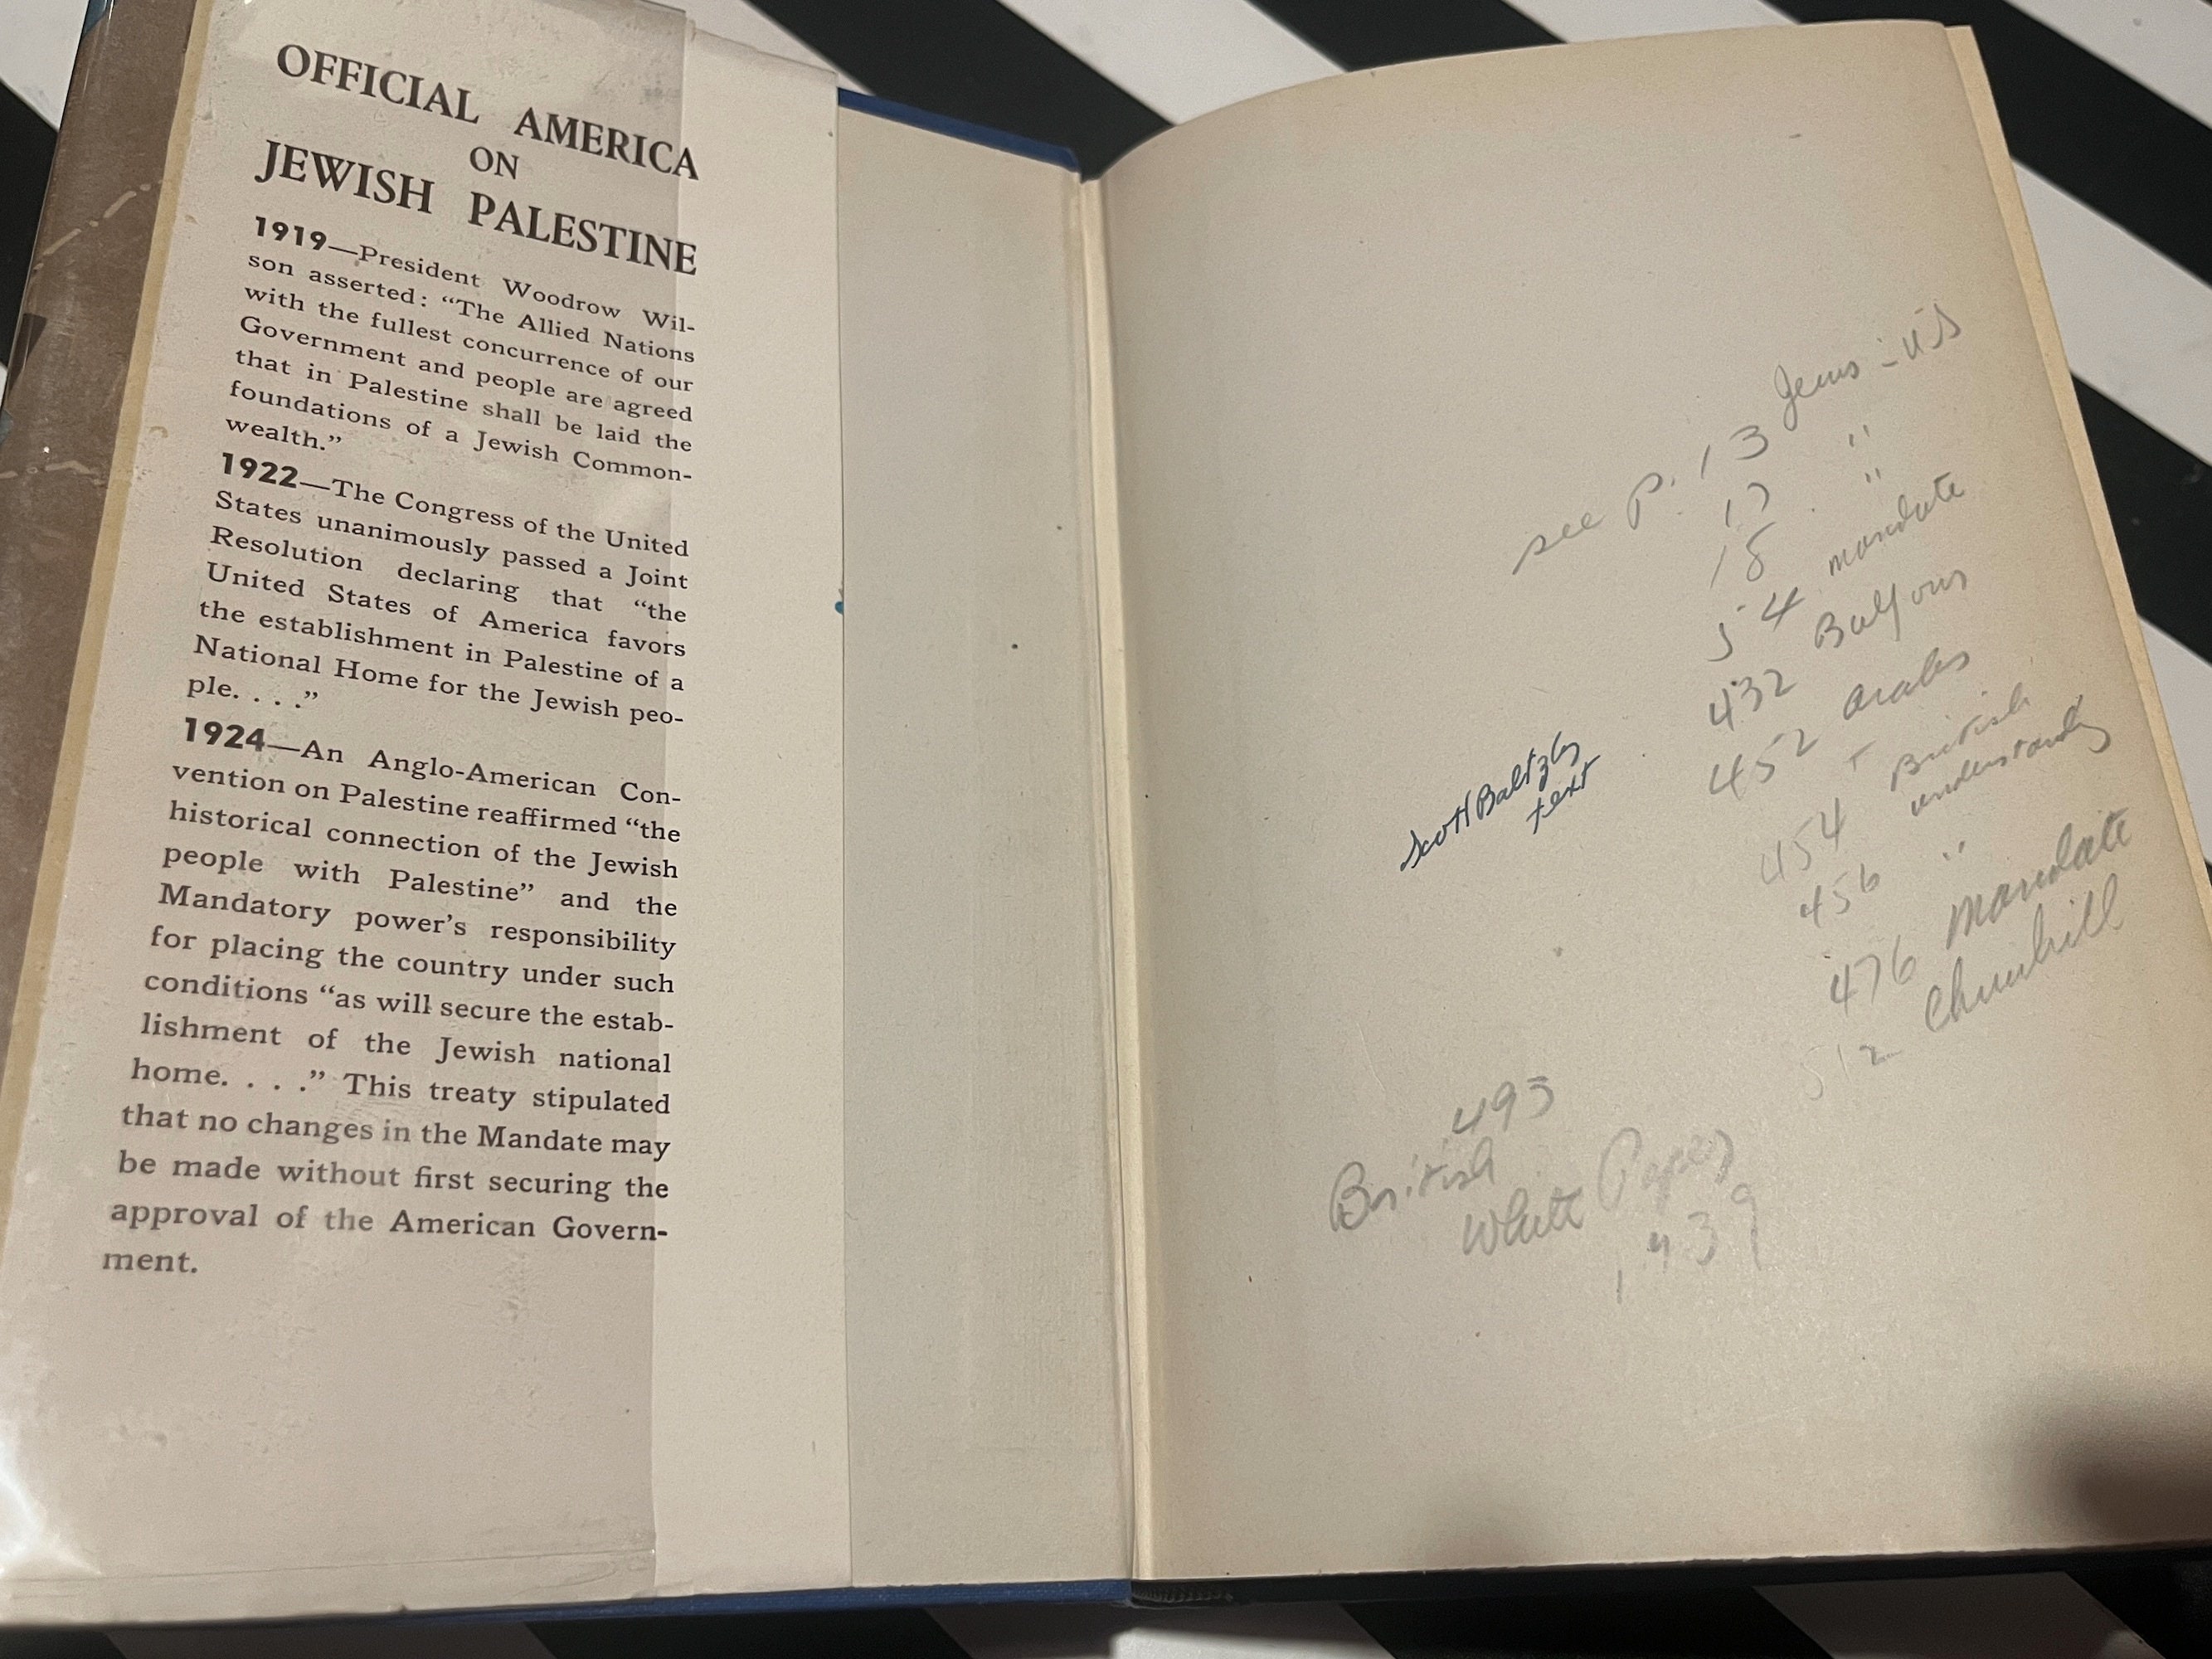 OFFICIAL AMERICA
ON
JEWISH PALESTINE
1919—President Woodrow Wil-
son asserted: “The Allied Nations
with the fullest concurrence of our
Government and people are agreed
that in Palestine shall be laid the
foundations of a Jewish Common-
wealth.”
1922—The Congress of the United
States unanimously passed a Joint
Resolution declaring that “the
United States of America favors
the establishment in Palestine of a
National Home for the Jewish peo-
ple. . . .”
1924—An Anglo-American Con-
vention on Palestine reaffirmed “the
historical connection of the Jewish
people with Palestine” and the
Mandatory power’s responsibility
for placing the country under such
conditions “as will secure the estab-
lishment of the Jewish national
home. . . .” This treaty stipulated
that no changes in the Mandate may
be made without first securing the
approval of the American Govern-
ment.
see P. 13 Jews - US
17 "
18 "
54 mandate
432 Balfour
452 arabs
454 British
understandg
456 "
476 Mandate
512 Churchill
Scott Baltzly
text
493
British
White Papers
1939